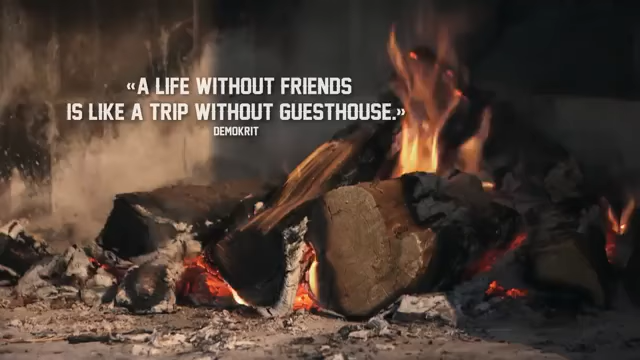 «A LIFE WITHOUT FRIENDS
IS LIKE A TRIP WITHOUT GUESTHOUSE.»
DEMOKRIT